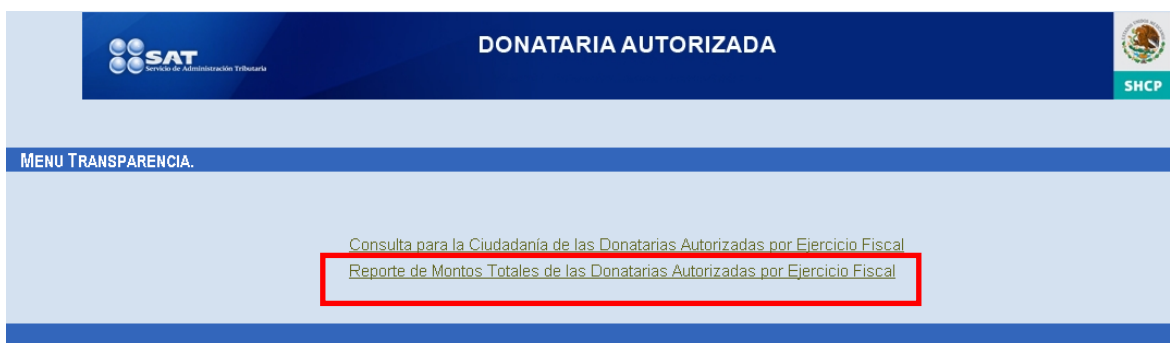 SAT
Servicio de Administración Tributaria
DONATARIA AUTORIZADA
SHCP
MENU TRANSPARENCIA.
Consulta para la Ciudadanía de las Donatarias Autorizadas por Ejercicio Fiscal
Reporte de Montos Totales de las Donatarias Autorizadas por Ejercicio Fiscal